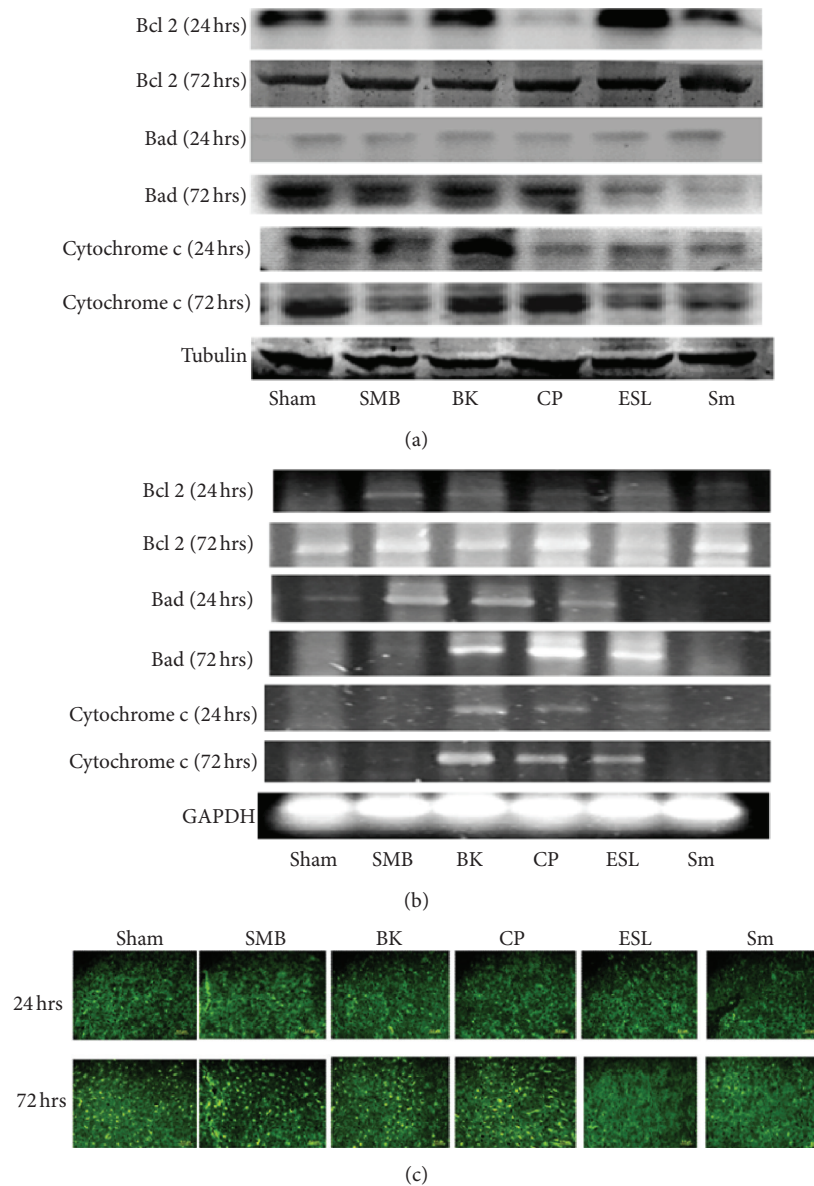 Bcl 2 (24 hrs)
Bcl 2 (72 hrs)
Bad (24 hrs)
Bad (72 hrs)
Cytochrome c (24 hrs)
Cytochrome c (72 hrs)
Tubulin
Sham SMB BK CP ESL Sm
(a)
Bcl 2 (24 hrs)
Bcl 2 (72 hrs)
Bad (24 hrs)
Bad (72 hrs)
Cytochrome c (24 hrs)
Cytochrome c (72 hrs)
GAPDH
Sham SMB BK CP ESL Sm
(b)
Sham SMB BK CP ESL Sm
24 hrs
72 hrs
(c)